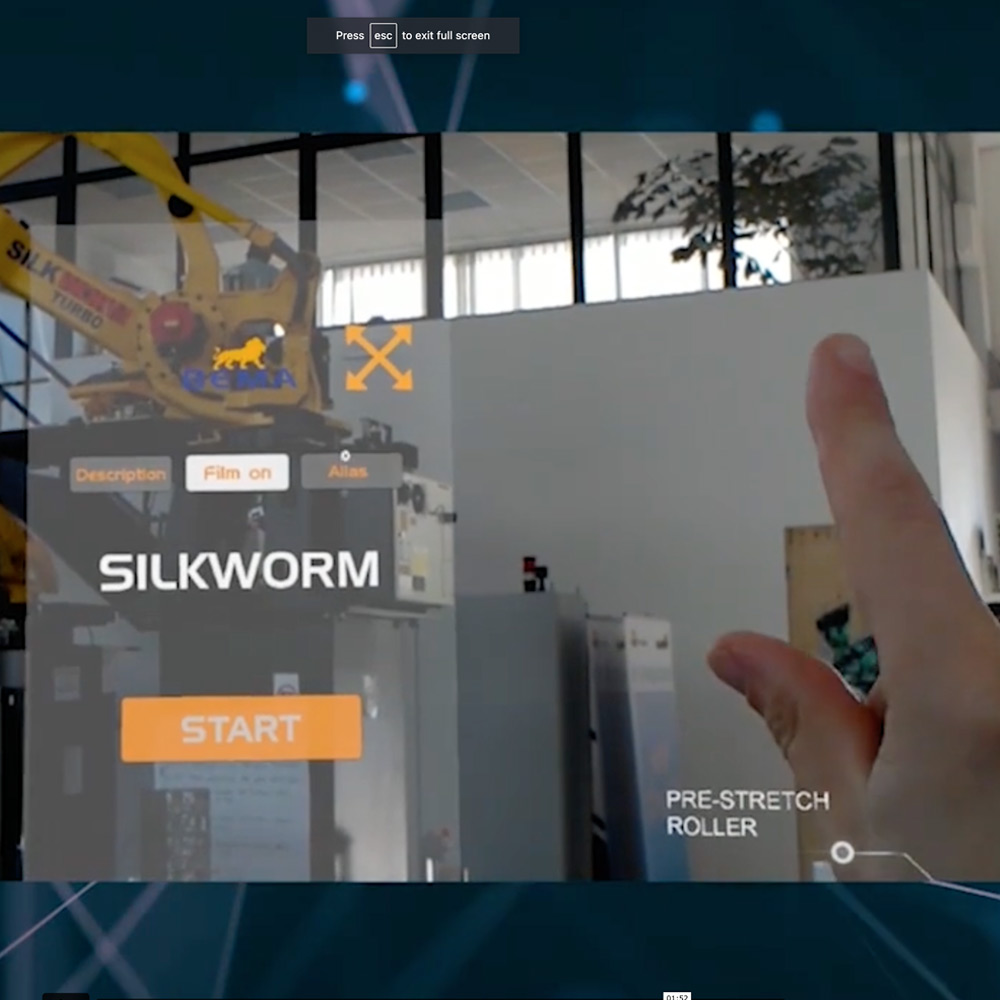 Press esc to exit full screen
SILKWORM
TURBO
BEMA
Description Film on Alias
SILKWORM
START
PRE-STRETCH
ROLLER
01:52